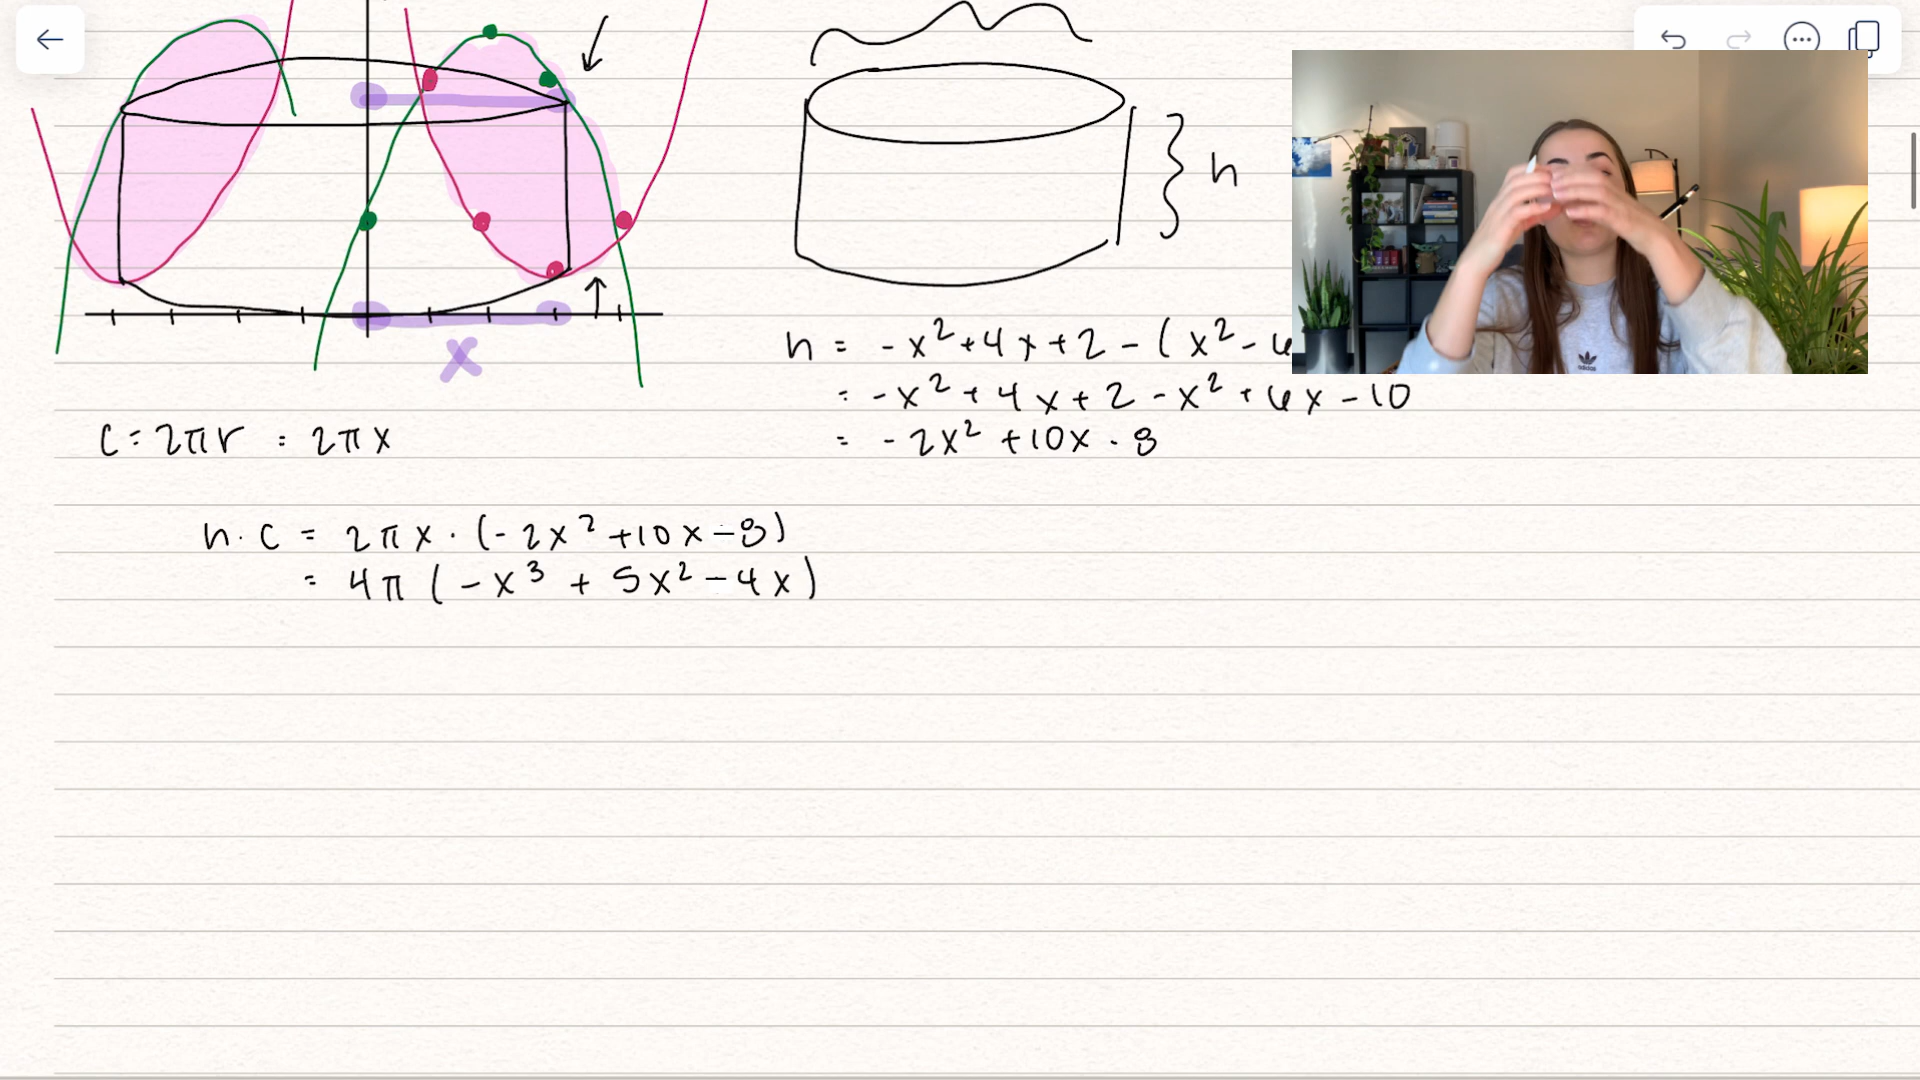 h
x
h = -x² + 4x + 2 - ( x² - 6
= -x² + 4x + 2 - x² + 6x - 10
C = 2πr = 2πx
= -2x² + 10x - 8
h · C = 2πx · (-2x² + 10x - 8)
= 4π ( -x³ + 5x² - 4x )
adidas